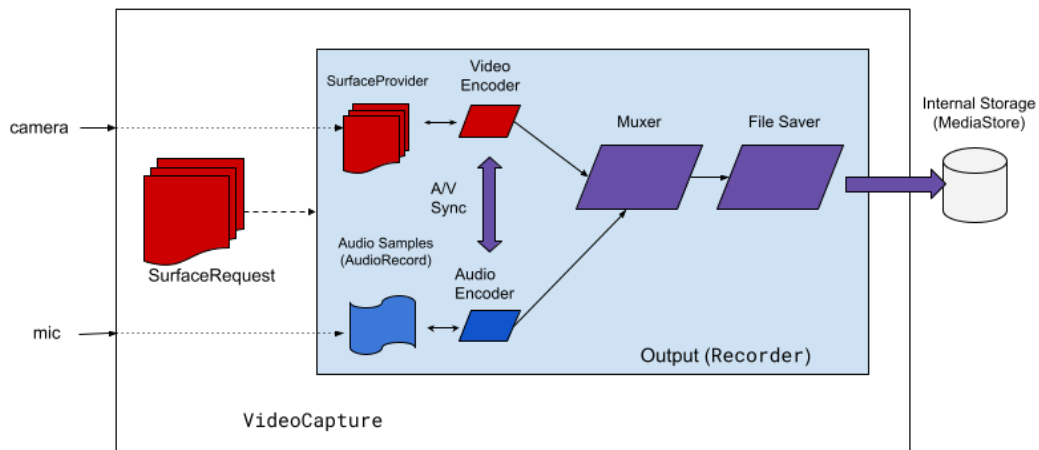 SurfaceProvider
Video
Encoder
camera
Muxer
File Saver
Internal Storage
(MediaStore)
A/V
Sync
SurfaceRequest
Audio Samples
(AudioRecord)
Audio
Encoder
mic
Output (Recorder)
VideoCapture